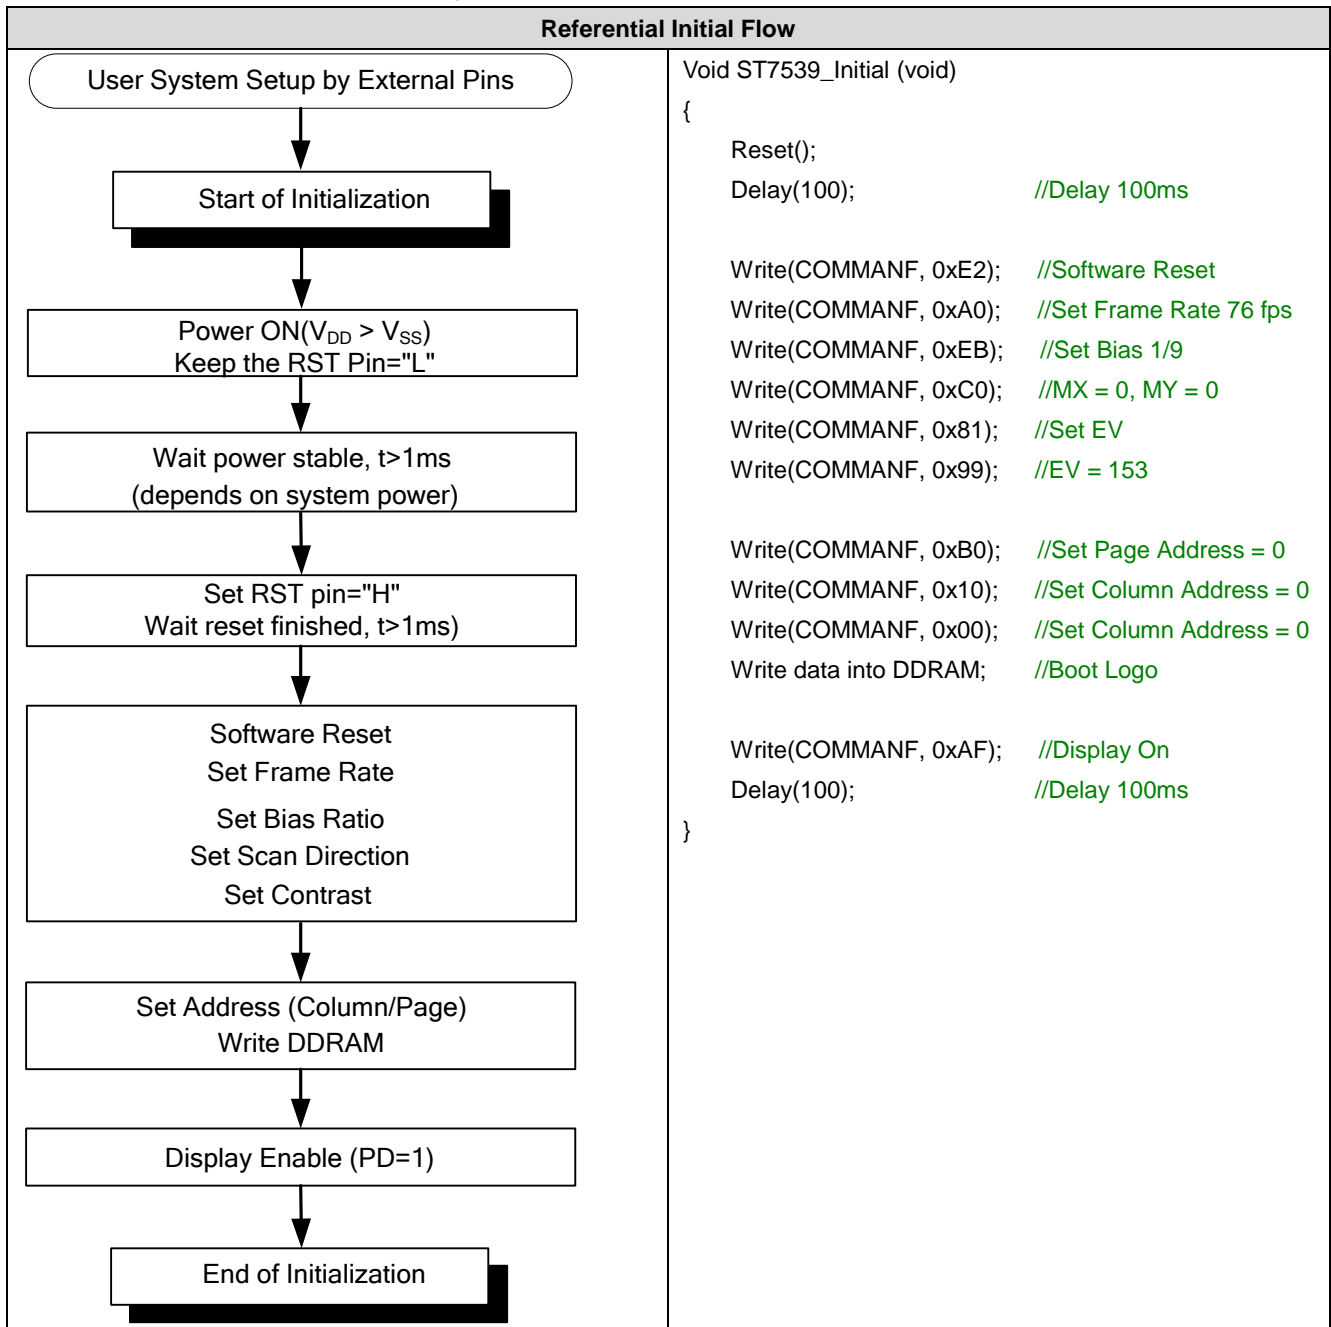 Referential Initial Flow
User System Setup by External Pins
Start of Initialization
Power ON(VDD > VSS)
Keep the RST Pin="L"
Wait power stable, t>1ms
(depends on system power)
Set RST pin="H"
Wait reset finished, t>1ms)
Software Reset
Set Frame Rate
Set Bias Ratio
Set Scan Direction
Set Contrast
Set Address (Column/Page)
Write DDRAM
Display Enable (PD=1)
End of Initialization
Void ST7539_Initial (void)
{
Reset();
Delay(100); //Delay 100ms
Write(COMMANF, 0xE2); //Software Reset
Write(COMMANF, 0xA0); //Set Frame Rate 76 fps
Write(COMMANF, 0xEB); //Set Bias 1/9
Write(COMMANF, 0xC0); //MX = 0, MY = 0
Write(COMMANF, 0x81); //Set EV
Write(COMMANF, 0x99); //EV = 153
Write(COMMANF, 0xB0); //Set Page Address = 0
Write(COMMANF, 0x10); //Set Column Address = 0
Write(COMMANF, 0x00); //Set Column Address = 0
Write data into DDRAM; //Boot Logo
Write(COMMANF, 0xAF); //Display On
Delay(100); //Delay 100ms
}